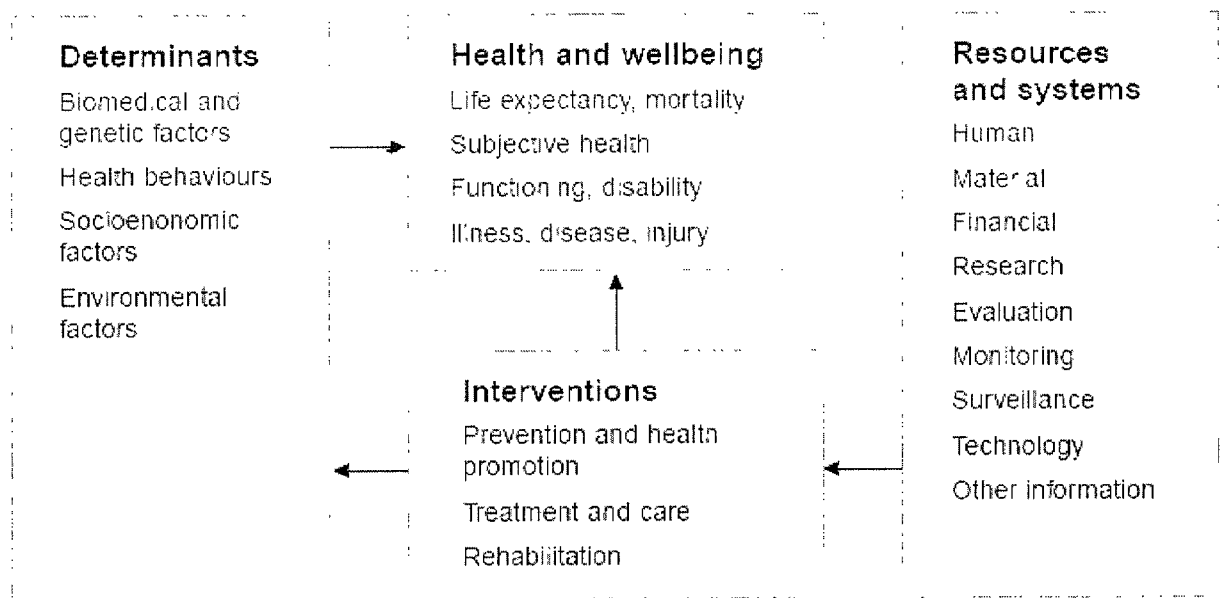 Determinants
Biomedical and
genetic factors
Health behaviours
Socioenonomic
factors
Environmental
factors
Health and wellbeing
Life expectancy, mortality
Subjective health
Functioning, disability
Illness, disease, injury
Interventions
Prevention and health
promotion
Treatment and care
Rehabilitation
Resources
and systems
Human
Material
Financial
Research
Evaluation
Monitoring
Surveillance
Technology
Other information